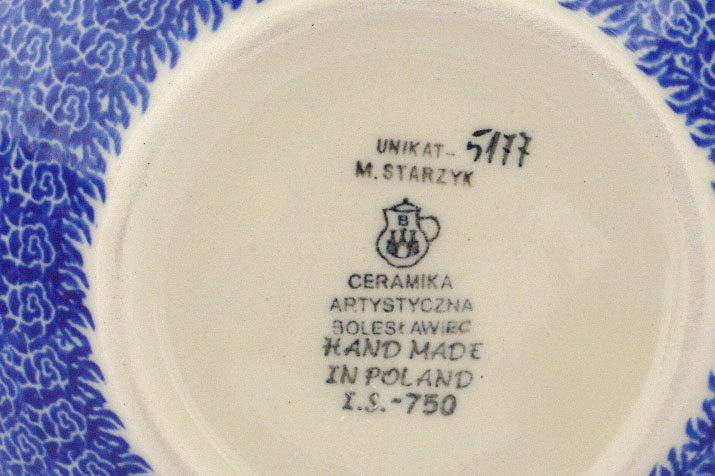 UNIKAT- 5177
M. STARZYK
B
CERAMIKA
ARTYSTYCZNA
BOLESŁAWIEC
HAND MADE
IN POLAND
I.S.-750